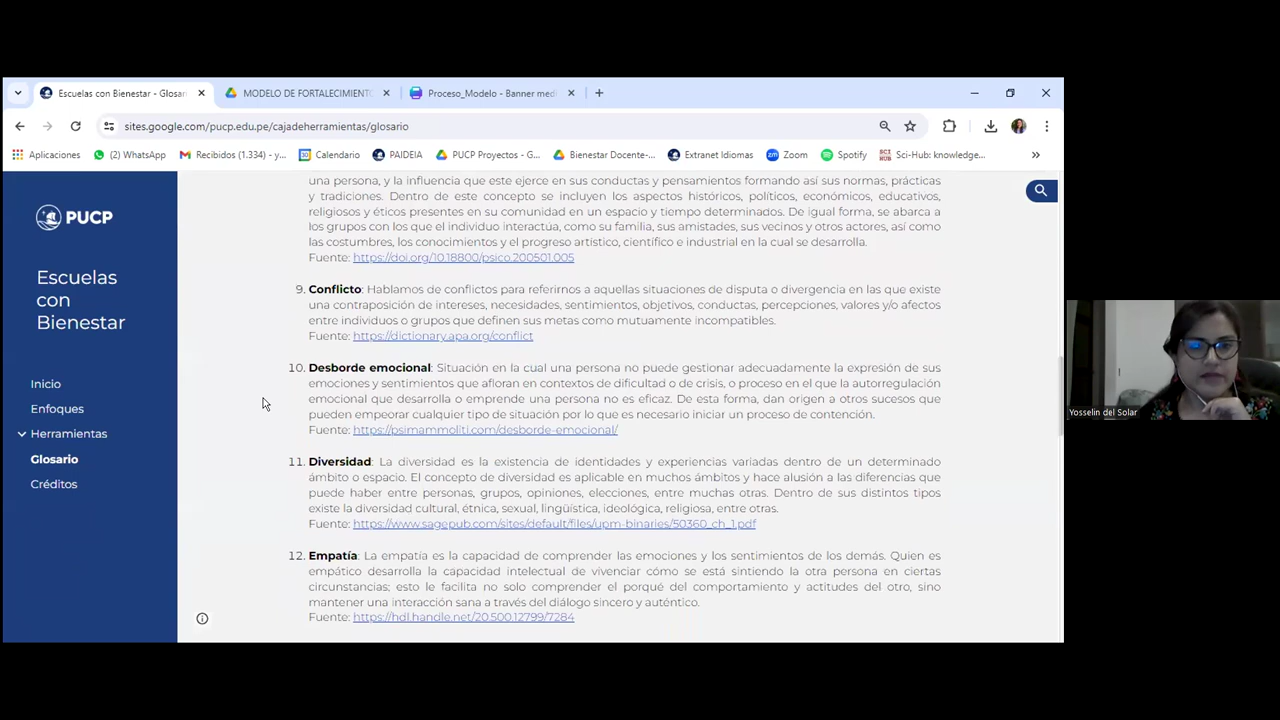 Escuelas con Bienestar - Glosar
MODELO DE FORTALECIMIENTO
Proceso_Modelo - Banner medi
sites.google.com/pucp.edu.pe/cajadeherramientas/glosario
Aplicaciones
(2) WhatsApp
Recibidos (1.334) - y...
Calendario
PAIDEIA
PUCP Proyectos - G...
Bienestar Docente-...
Extranet Idiomas
zm Zoom
Spotify
SCI HUB Sci-Hub: knowledge...
PUCP
Escuelas
con
Bienestar
Inicio
Enfoques
Herramientas
Glosario
Créditos
una persona, y la influencia que este ejerce en sus conductas y pensamientos formando así sus normas, prácticas
y tradiciones. Dentro de este concepto se incluyen los aspectos históricos, políticos, económicos, educativos,
religiosos y éticos presentes en su comunidad en un espacio y tiempo determinados. De igual forma, se abarca a
los grupos con los que el individuo interactúa, como su familia, sus amistades, sus vecinos y otros actores, así como
las costumbres, los conocimientos y el progreso artístico, científico e industrial en la cual se desarrolla.
Fuente: https://doi.org/10.18800/psico.200501.005
9. Conflicto: Hablamos de conflictos para referirnos a aquellas situaciones de disputa o divergencia en las que existe
una contraposición de intereses, necesidades, sentimientos, objetivos, conductas, percepciones, valores y/o afectos
entre individuos o grupos que definen sus metas como mutuamente incompatibles.
Fuente: https://dictionary.apa.org/conflict
10. Desborde emocional: Situación en la cual una persona no puede gestionar adecuadamente la expresión de sus
emociones y sentimientos que afloran en contextos de dificultad o de crisis, o proceso en el que la autorregulación
emocional que desarrolla o emprende una persona no es eficaz. De esta forma, dan origen a otros sucesos que
pueden empeorar cualquier tipo de situación por lo que es necesario iniciar un proceso de contención.
Fuente: https://psimammoliti.com/desborde-emocional/
11. Diversidad: La diversidad es la existencia de identidades y experiencias variadas dentro de un determinado
ámbito o espacio. El concepto de diversidad es aplicable en muchos ámbitos y hace alusión a las diferencias que
puede haber entre personas, grupos, opiniones, elecciones, entre muchas otras. Dentro de sus distintos tipos
existe la diversidad cultural, étnica, sexual, lingüística, ideológica, religiosa, entre otras.
Fuente: https://www.sagepub.com/sites/default/files/upm-binaries/50360_ch_1.pdf
12. Empatía: La empatía es la capacidad de comprender las emociones y los sentimientos de los demás. Quien es
empático desarrolla la capacidad intelectual de vivenciar cómo se está sintiendo la otra persona en ciertas
circunstancias; esto le facilita no solo comprender el porqué del comportamiento y actitudes del otro, sino
mantener una interacción sana a través del diálogo sincero y auténtico.
Fuente: https://hdl.handle.net/20.500.12799/7284
Yosselin del Solar